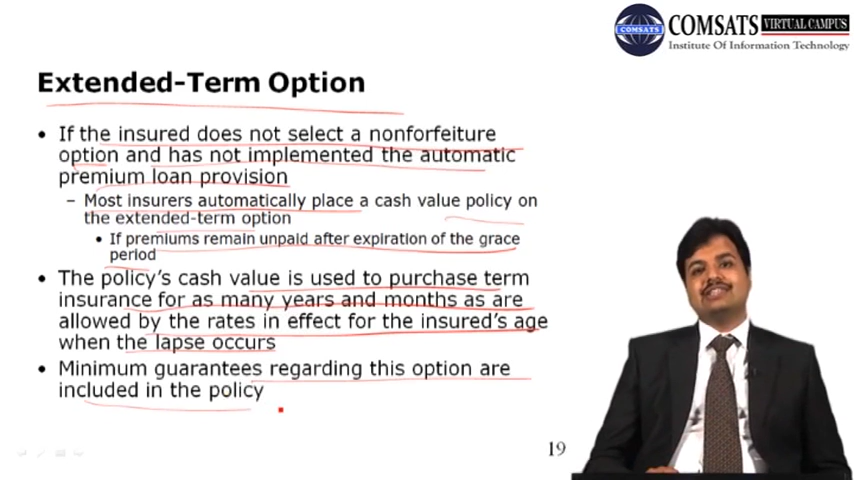 COMSATS VIRTUAL CAMPUS
Institute Of Information Technology
Extended-Term Option
• If the insured does not select a nonforfeiture
option and has not implemented the automatic
premium loan provision
– Most insurers automatically place a cash value policy on
the extended-term option
• If premiums remain unpaid after expiration of the grace
period
• The policy's cash value is used to purchase term
insurance for as many years and months as are
allowed by the rates in effect for the insured's age
when the lapse occurs
• Minimum guarantees regarding this option are
included in the policy
19